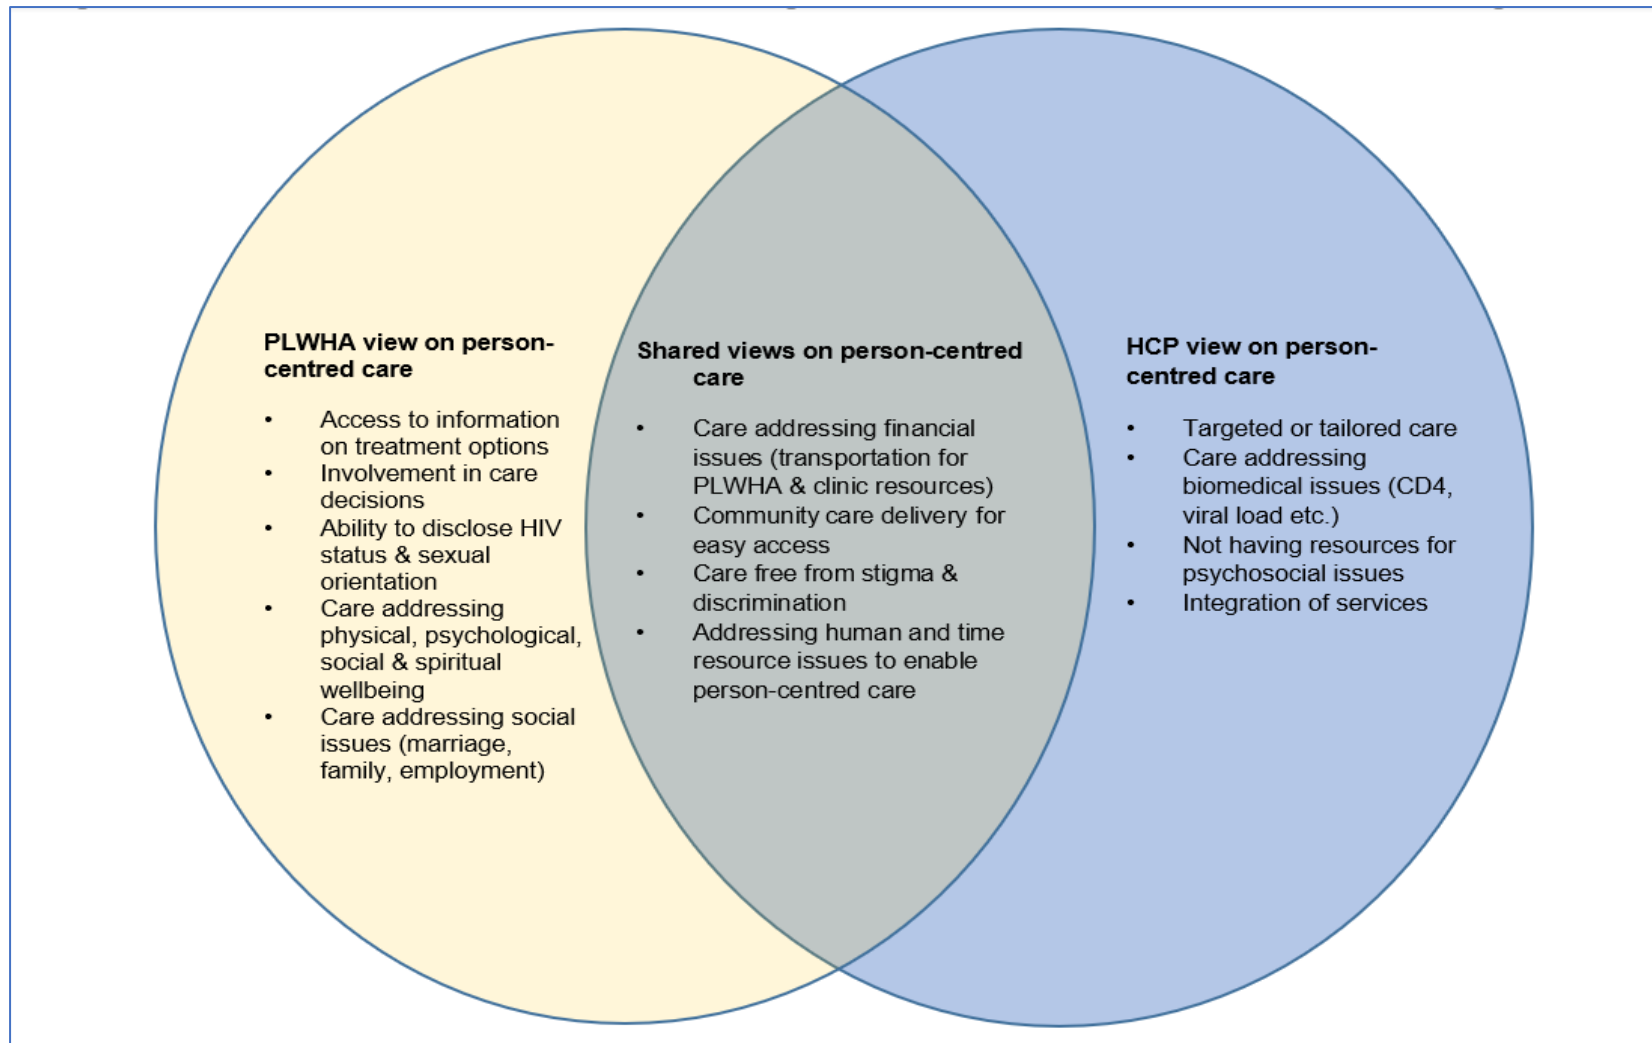 PLWHA view on person-
centred care
• Access to information
on treatment options
• Involvement in care
decisions
• Ability to disclose HIV
status & sexual
orientation
• Care addressing
physical, psychological,
social & spiritual
wellbeing
• Care addressing social
issues (marriage,
family, employment)
Shared views on person-centred
care
• Care addressing financial
issues (transportation for
PLWHA & clinic resources)
• Community care delivery for
easy access
• Care free from stigma &
discrimination
• Addressing human and time
resource issues to enable
person-centred care
HCP view on person-
centred care
• Targeted or tailored care
• Care addressing
biomedical issues (CD4,
viral load etc.)
• Not having resources for
psychosocial issues
• Integration of services